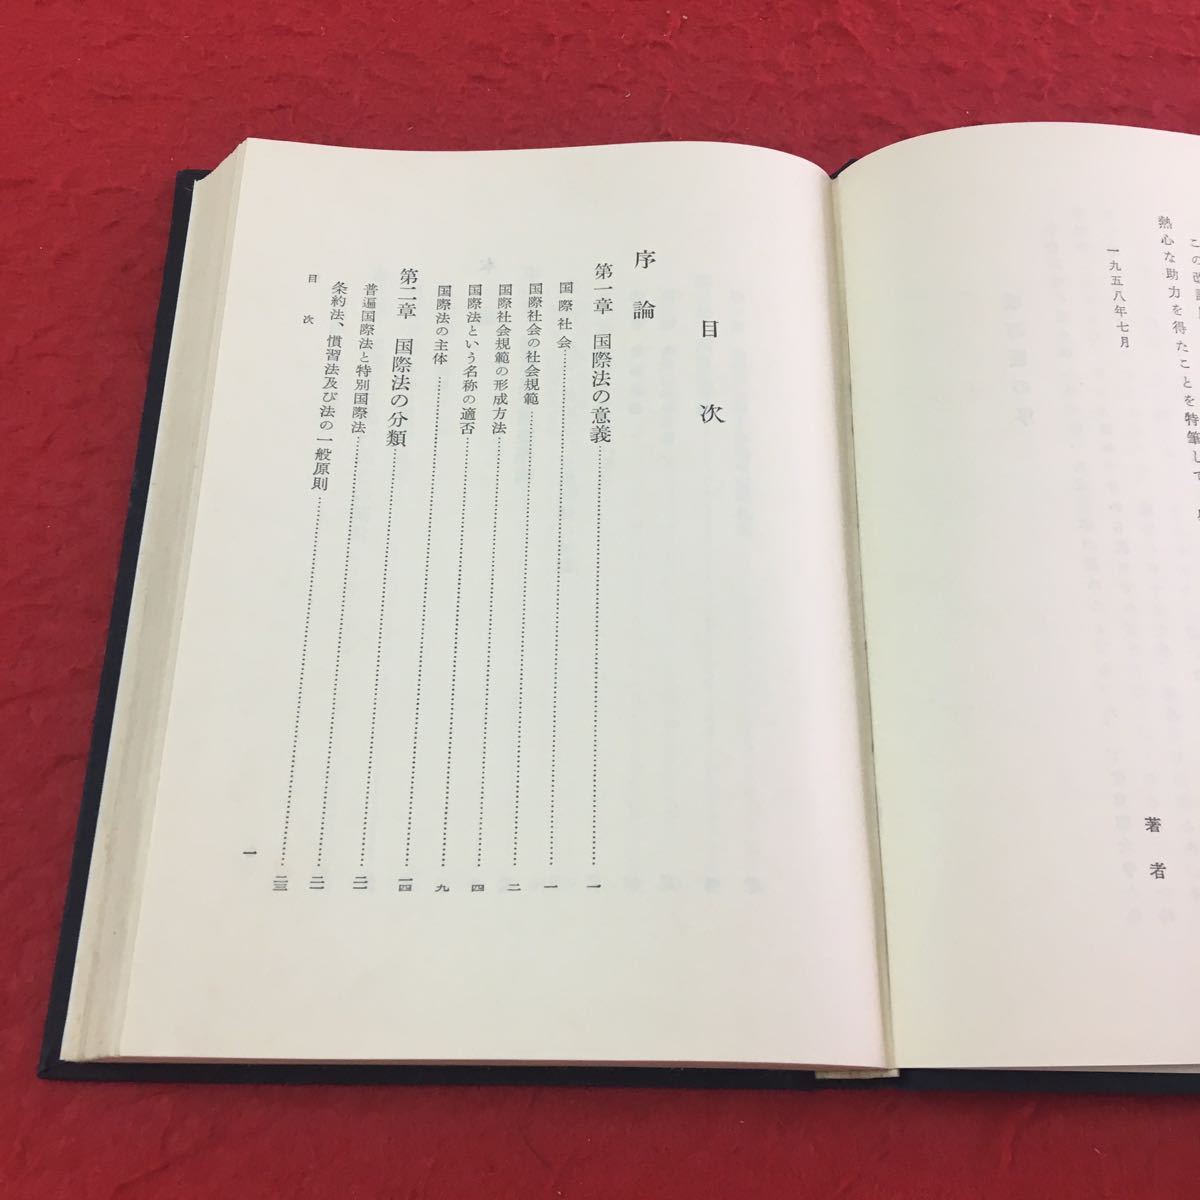 この改訂
熱心な助力を得たことを特筆して、
一九五八年七月
著者
目次
序論
第一章 国際法の意義……一
国際社会……一
国際社会の社会規範……二
国際社会規範の形成方法……四
国際法という名称の適否……九
国際法の主体……一四
第二章 国際法の分類……二一
普遍国際法と特別国際法……二一
条約法、慣習法及び法の一般原則……二三
目次
一